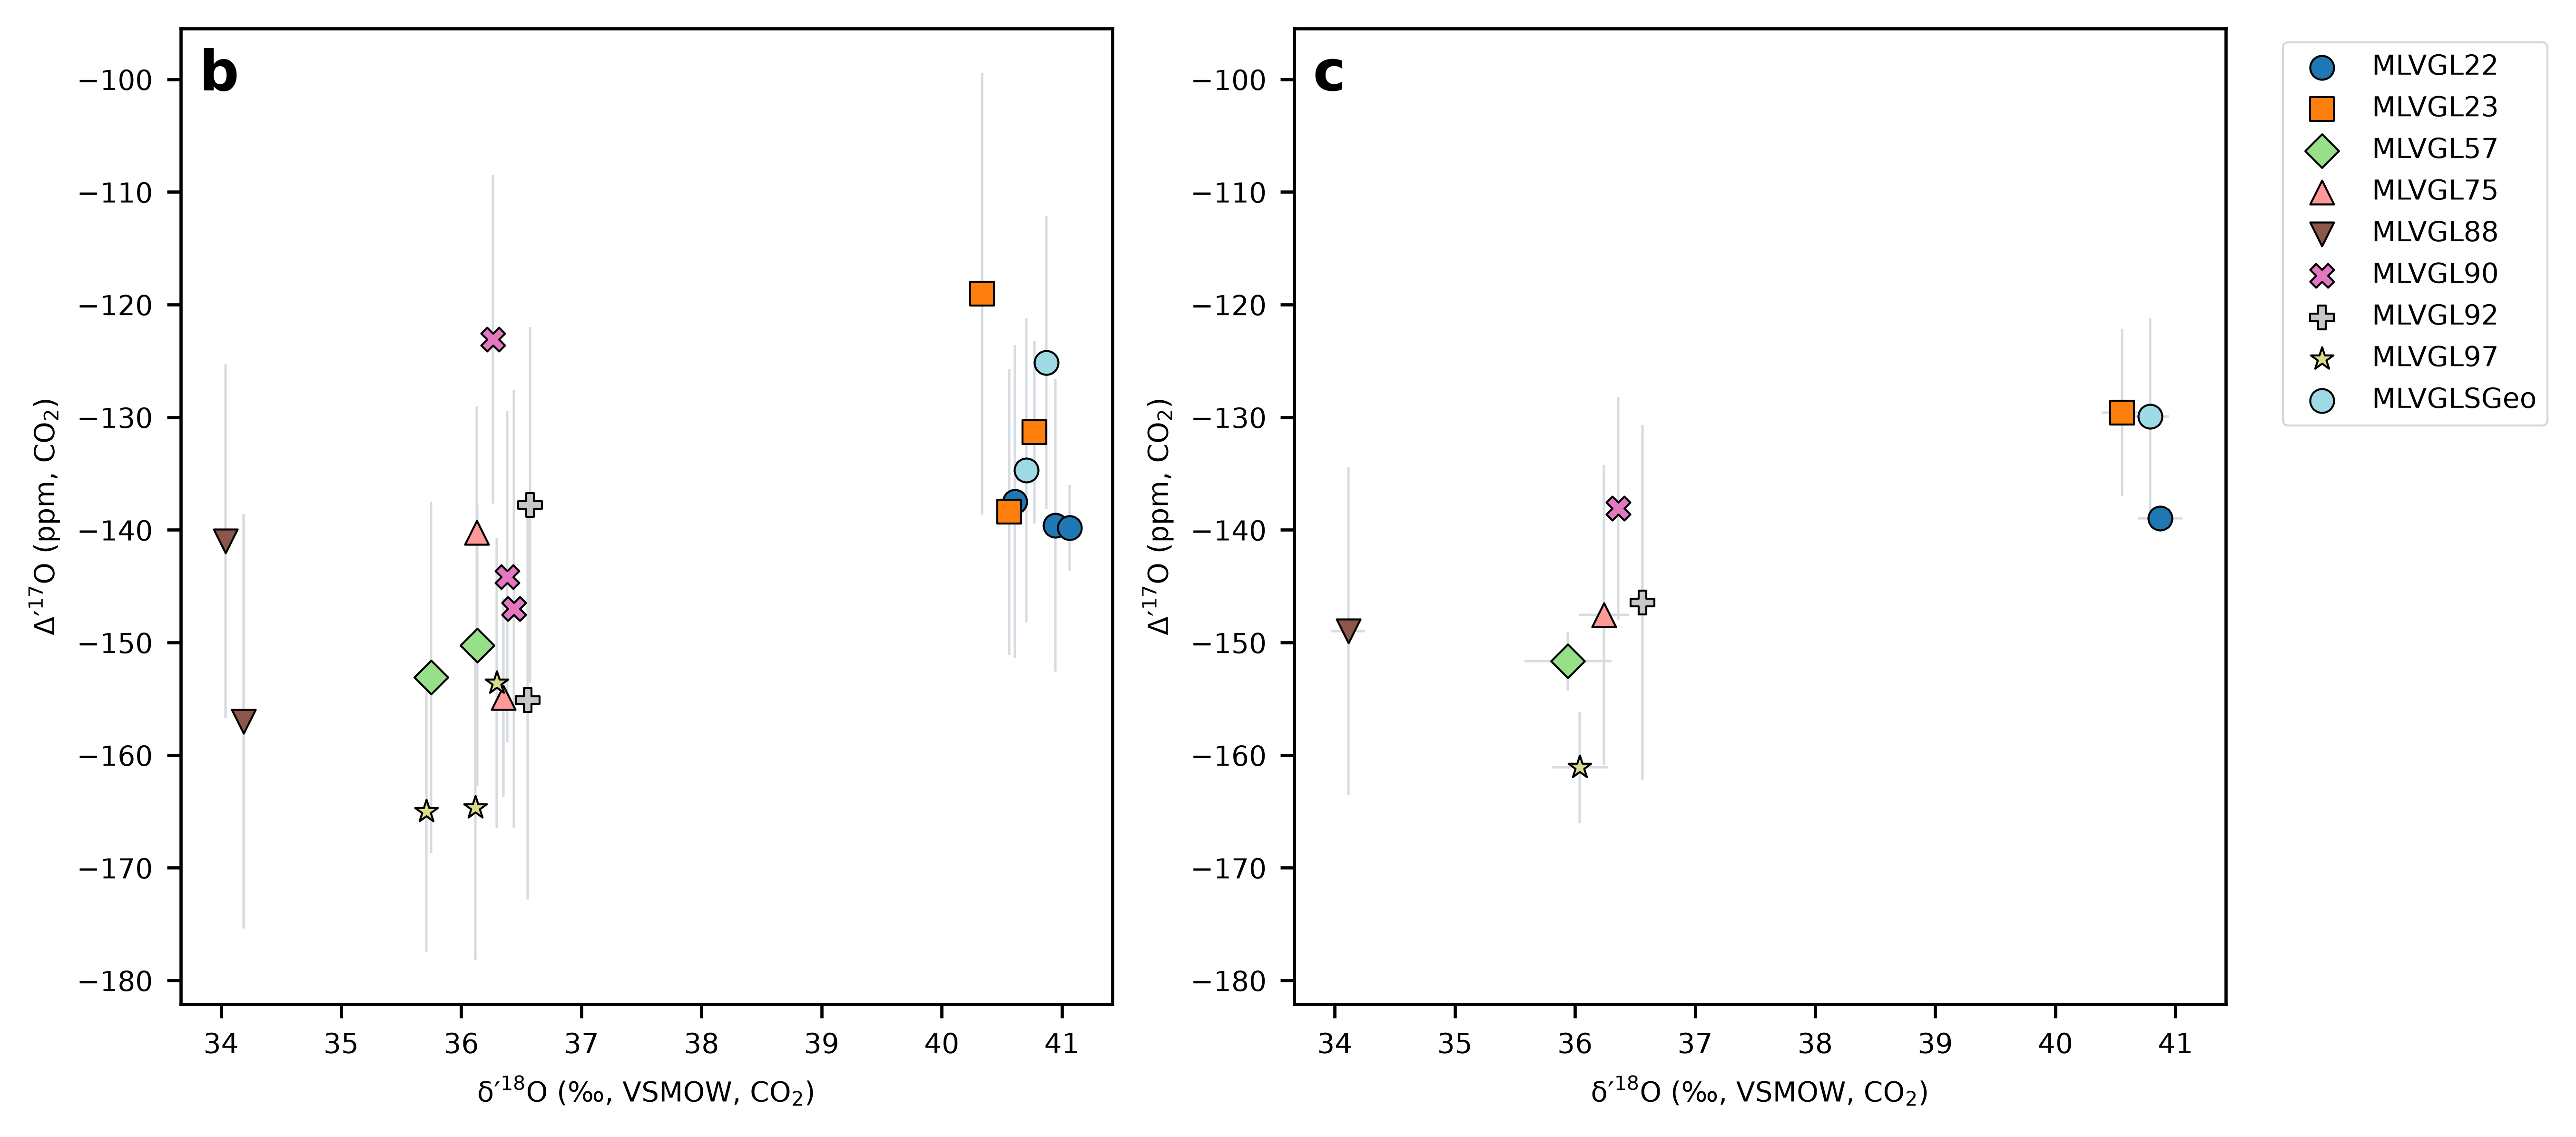 b
−100
−110
−120
−130
−140
−150
−160
−170
−180
Δ′¹⁷O (ppm, CO₂)
34 35 36 37 38 39 40 41
δ′¹⁸O (‰, VSMOW, CO₂)
c
−100
−110
−120
−130
−140
−150
−160
−170
−180
Δ′¹⁷O (ppm, CO₂)
34 35 36 37 38 39 40 41
δ′¹⁸O (‰, VSMOW, CO₂)
MLVGL22
MLVGL23
MLVGL57
MLVGL75
MLVGL88
MLVGL90
MLVGL92
MLVGL97
MLVGLSGeo